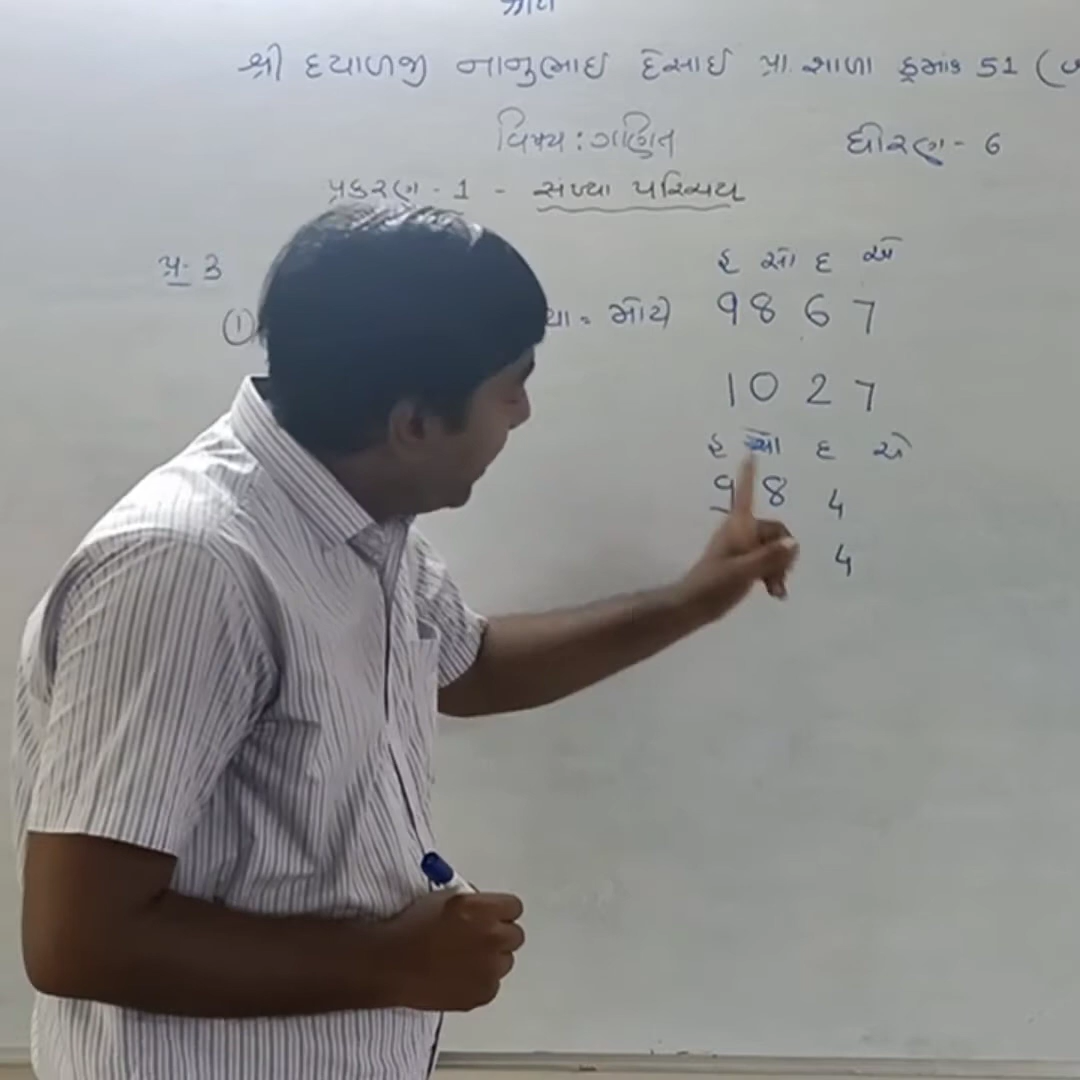 શ્રી દયાળજી નાનુભાઇ દેસાઇ પ્રા. શાળા ક્રમાંક 51 (
વિષય : ગણિત ધોરણ - 6
પ્રકરણ - 1 - સંખ્યા પરિચય
પ્ર. 3
હ સો દ એ
① મોટી 9 8 6 7
1 0 2 7
હ સો દ એ
9 8 4
4